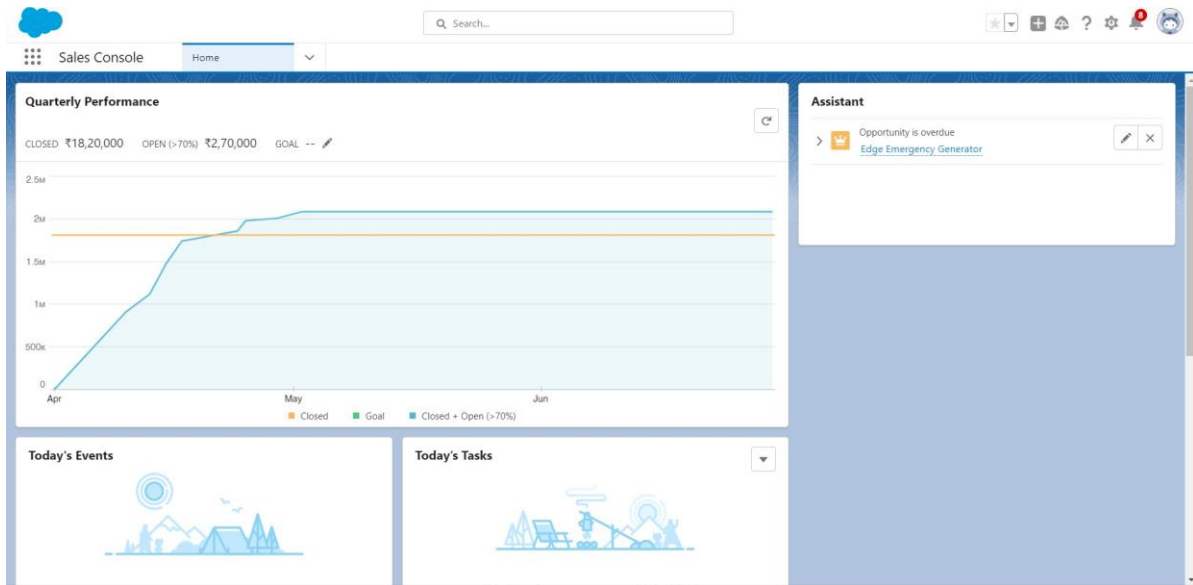 Search...
8
Sales Console
Home
Quarterly Performance
CLOSED ₹18,20,000 OPEN (>70%) ₹2,70,000 GOAL --
2.5M
2M
1.5M
1M
500K
0
Apr May Jun
Closed Goal Closed + Open (>70%)
Assistant
Opportunity is overdue
Edge Emergency Generator
Today's Events
Today's Tasks